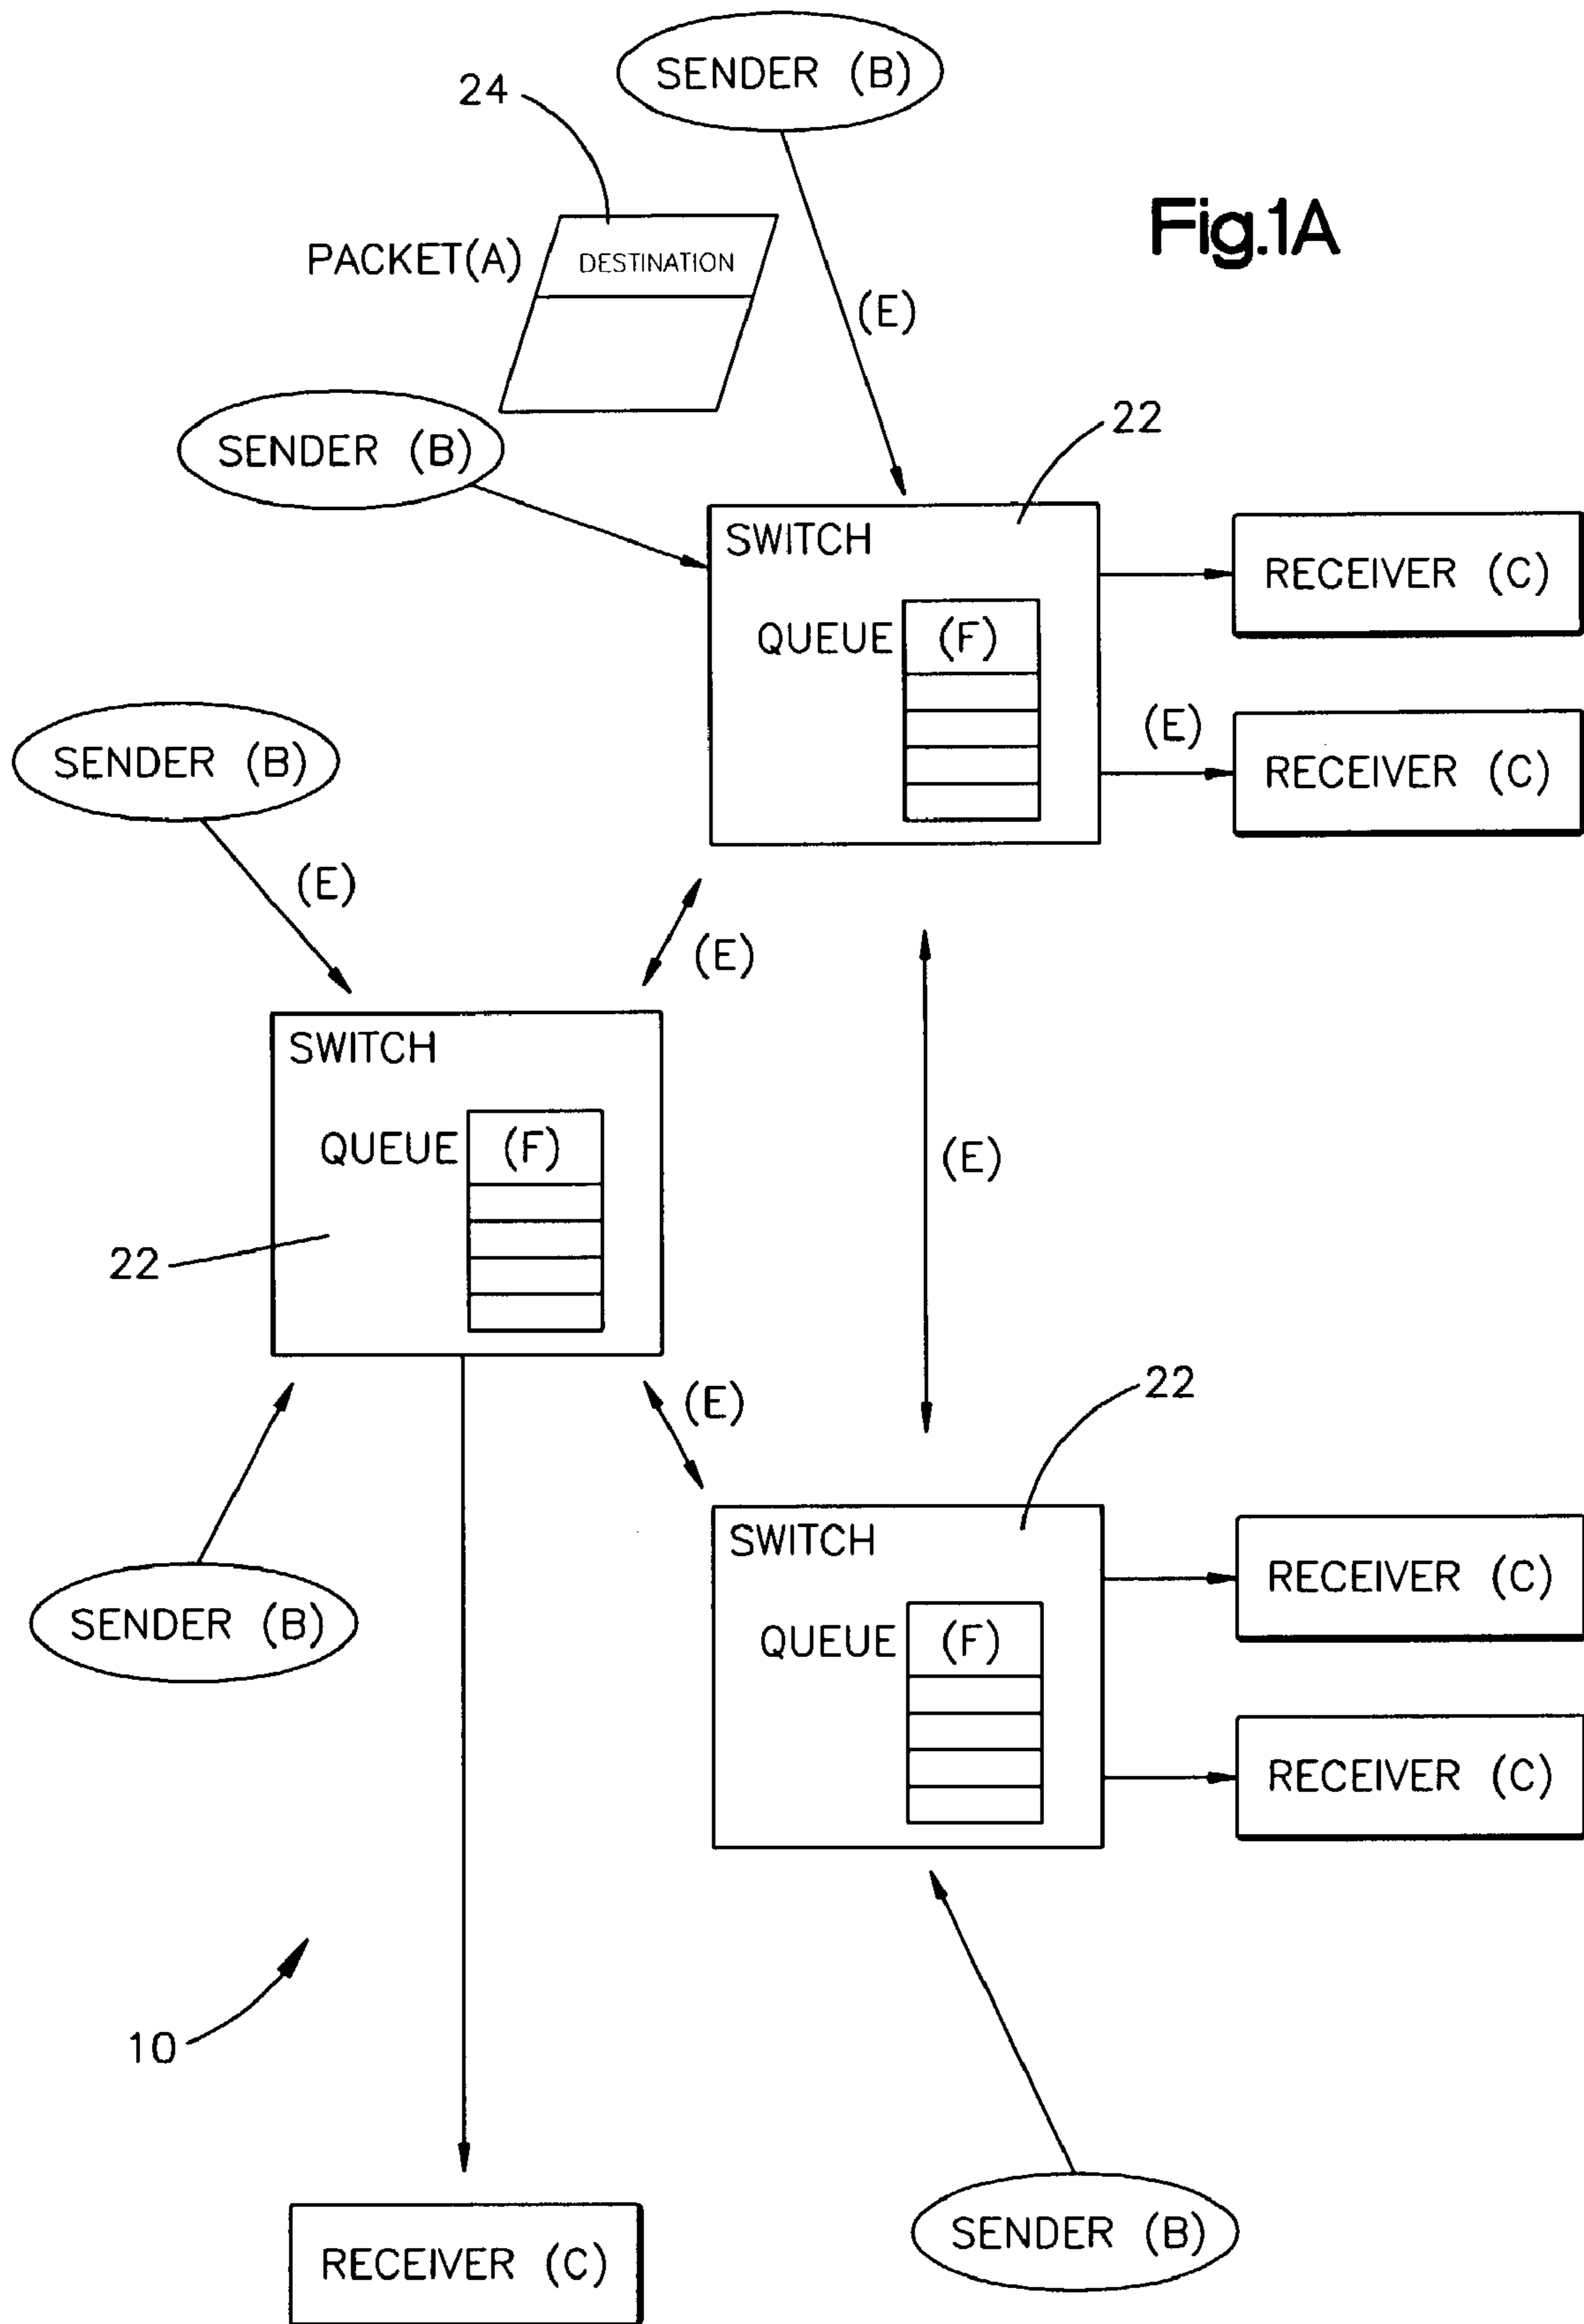 SENDER (B)
24
Fig.1A
PACKET(A)
DESTINATION
(E)
SENDER (B)
22
SWITCH
RECEIVER (C)
QUEUE (F)
(E)
RECEIVER (C)
SENDER (B)
(E)
(E)
SWITCH
QUEUE (F)
(E)
22
(E)
22
SWITCH
RECEIVER (C)
SENDER (B)
QUEUE (F)
RECEIVER (C)
10
SENDER (B)
RECEIVER (C)